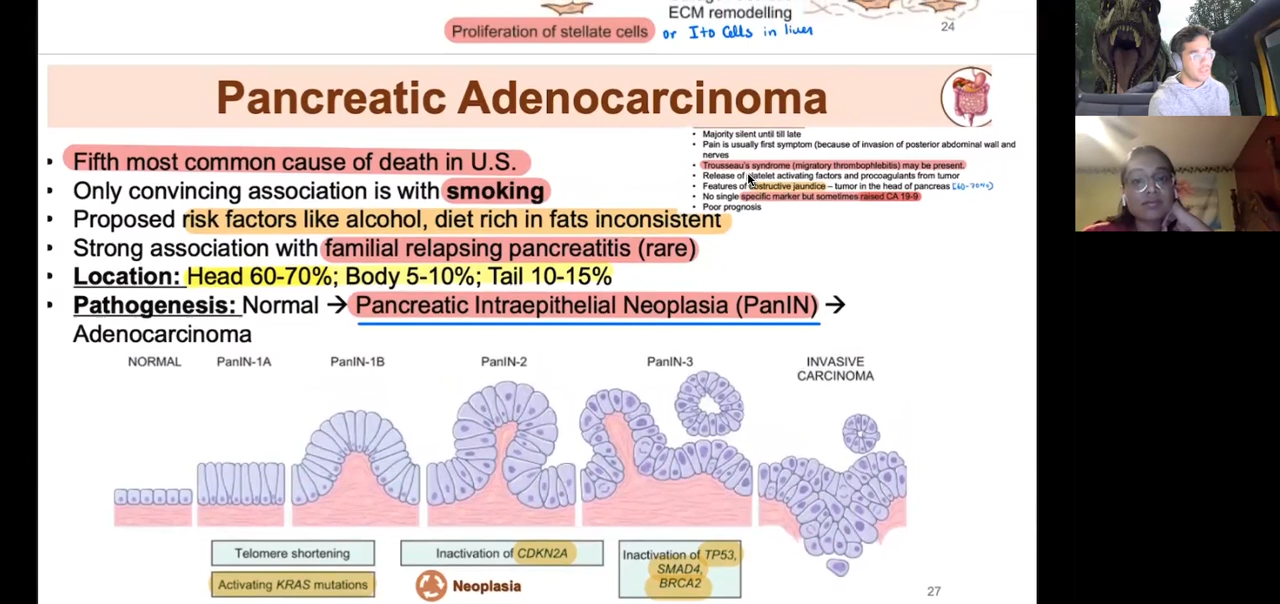 ECM remodelling
Proliferation of stellate cells or Ito Cells in liver
24
Pancreatic Adenocarcinoma
• Majority silent until till late
• Pain is usually first symptom (because of invasion of posterior abdominal wall and
nerves
• Trousseau's syndrome (migratory thrombophlebitis) may be present.
• Release of platelet activating factors and procoagulants from tumor
• Features of obstructive jaundice – tumor in the head of pancreas (60-70%)
• No single specific marker but sometimes raised CA 19-9
• Poor prognosis
• Fifth most common cause of death in U.S.
• Only convincing association is with smoking
• Proposed risk factors like alcohol, diet rich in fats inconsistent
• Strong association with familial relapsing pancreatitis (rare)
• Location: Head 60-70%; Body 5-10%; Tail 10-15%
• Pathogenesis: Normal → Pancreatic Intraepithelial Neoplasia (PanIN) →
Adenocarcinoma
NORMAL PanIN-1A PanIN-1B PanIN-2 PanIN-3 INVASIVE
CARCINOMA
Telomere shortening
Activating KRAS mutations
Inactivation of CDKN2A
Neoplasia
Inactivation of TP53,
SMAD4,
BRCA2
27